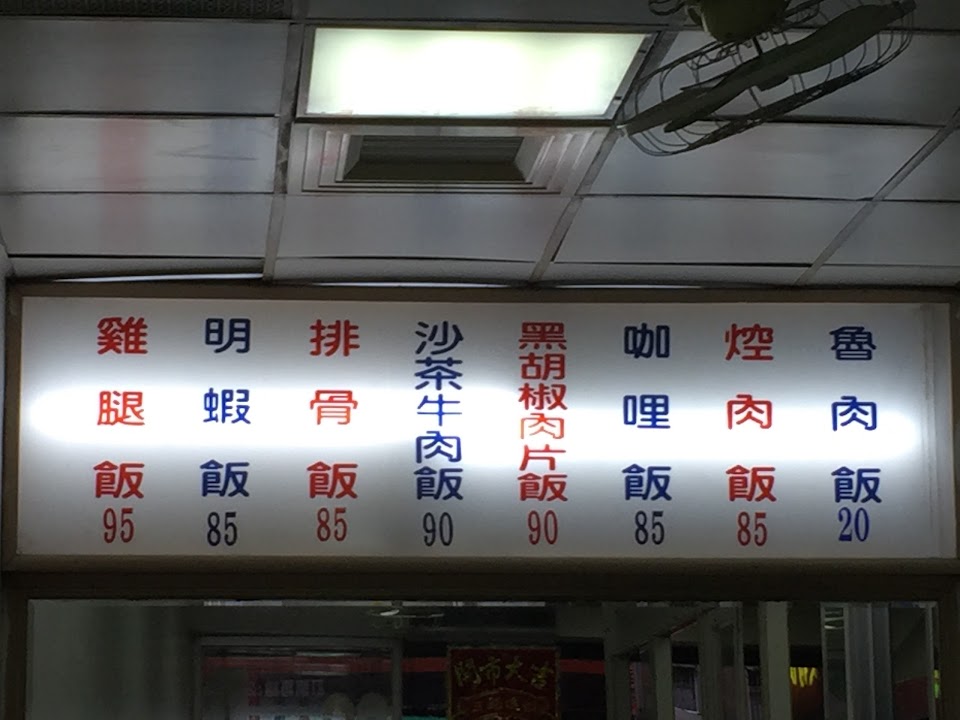 魯肉飯 20
焢肉飯 85
咖哩飯 85
黑胡椒肉片飯 90
沙茶牛肉飯 90
排骨飯 85
明蝦飯 85
雞腿飯 95